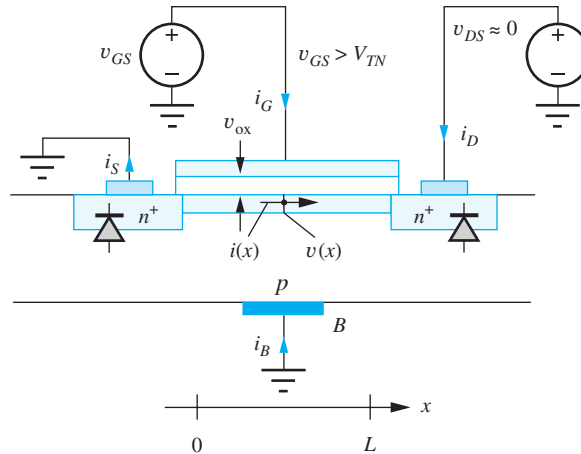 +
v_GS
−
v_GS > V_TN
v_DS ≈ 0
+
−
i_G
v_ox
i_D
i_S
n⁺
n⁺
i(x)
v(x)
p
B
i_B
x
0
L